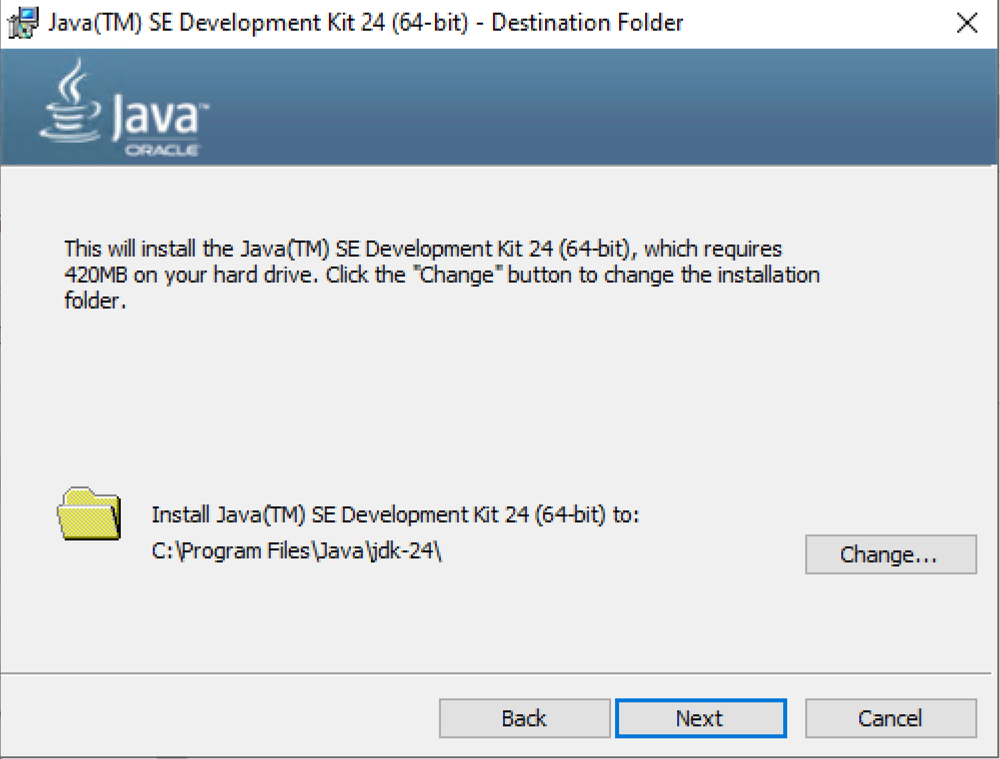 Java(TM) SE Development Kit 24 (64-bit) - Destination Folder
Java™
ORACLE
This will install the Java(TM) SE Development Kit 24 (64-bit), which requires
420MB on your hard drive. Click the "Change" button to change the installation
folder.
Install Java(TM) SE Development Kit 24 (64-bit) to:
C:\Program Files\Java\jdk-24\
Change...
Back
Next
Cancel